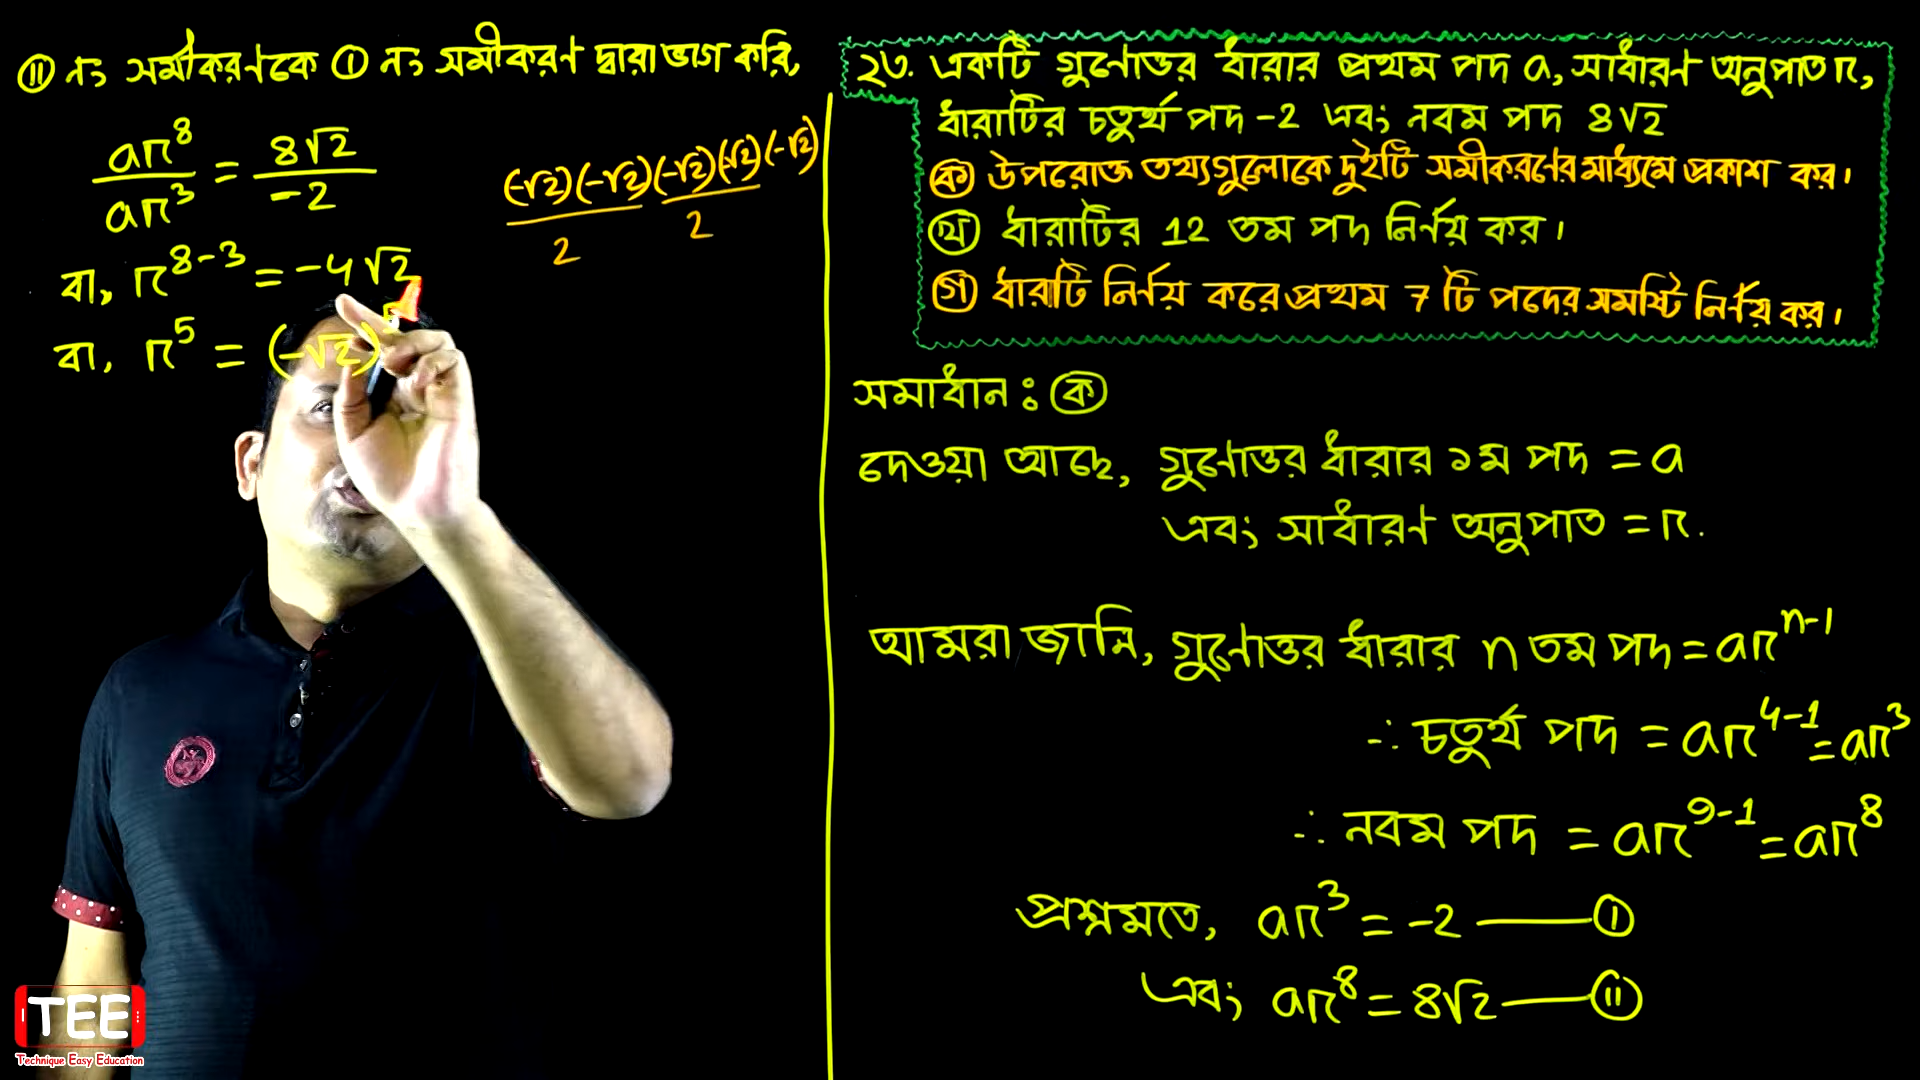 II নং সমীকরণকে I নং সমীকরণ দ্বারা ভাগ করি,
ar⁸/ar³ = 8√2/-2
বা, r⁸⁻³ = -4√2
বা, r⁵ = (-√2)⁵
(-√2)(-√2)(-√2)(-√2)(-√2)
2 2
২৩. একটি গুণোত্তর ধারার প্রথম পদ a, সাধারণ অনুপাত r,
ধারাটির চতুর্থ পদ -2 এবং নবম পদ 8√2
ক উপরোক্ত তথ্যগুলোকে দুইটি সমীকরণের মাধ্যমে প্রকাশ কর।
খ ধারাটির 12 তম পদ নির্ণয় কর।
গ ধারাটি নির্ণয় করে প্রথম 7 টি পদের সমষ্টি নির্ণয় কর।
সমাধান : ক
দেওয়া আছে, গুণোত্তর ধারার ১ম পদ = a
এবং সাধারণ অনুপাত = r.
আমরা জানি, গুণোত্তর ধারার n তম পদ = arⁿ⁻¹
∴ চতুর্থ পদ = ar⁴⁻¹ = ar³
∴ নবম পদ = ar⁹⁻¹ = ar⁸
প্রশ্নমতে, ar³ = -2 —— I
এবং ar⁸ = 8√2 —— II
TEE
Technique Easy Education